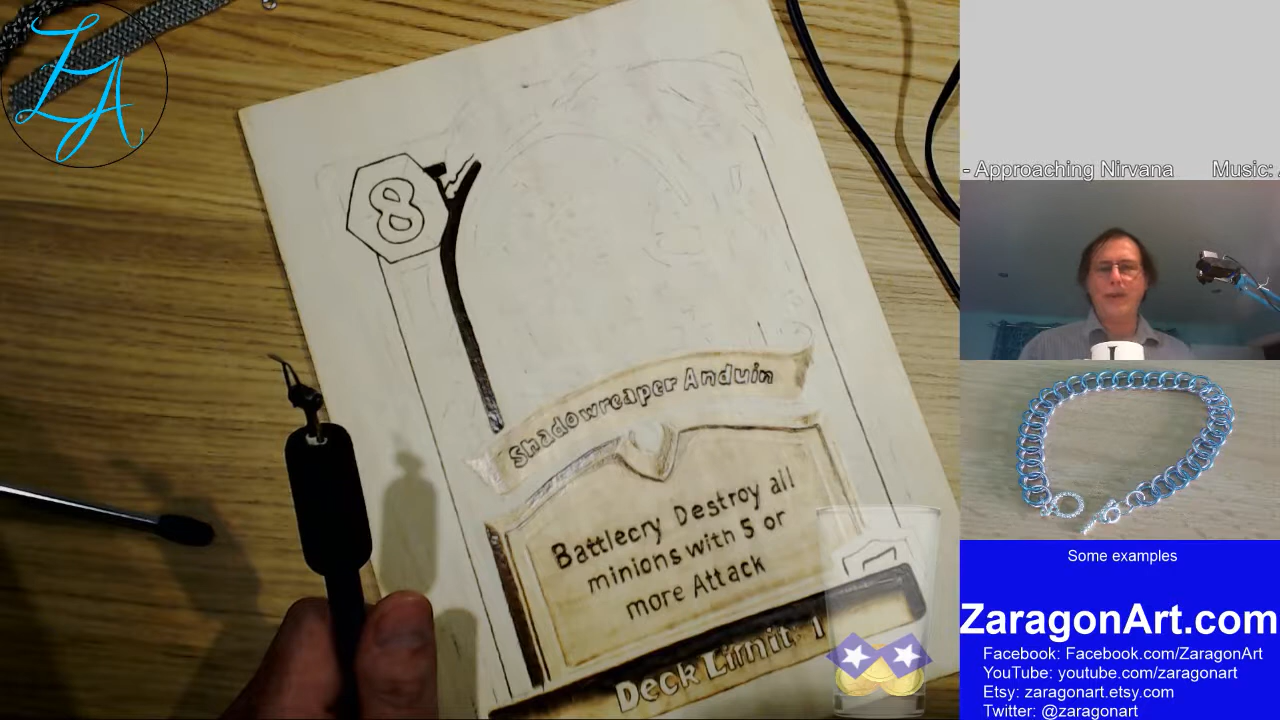 ZA
8
Shadowreaper Anduin
Battlecry Destroy all
minions with 5 or
more Attack
Deck Limit: 1
- Approaching Nirvana Music:
Some examples
ZaragonArt.com
Facebook: Facebook.com/ZaragonArt
YouTube: youtube.com/zaragonart
Etsy: zaragonart.etsy.com
Twitter: @zaragonart